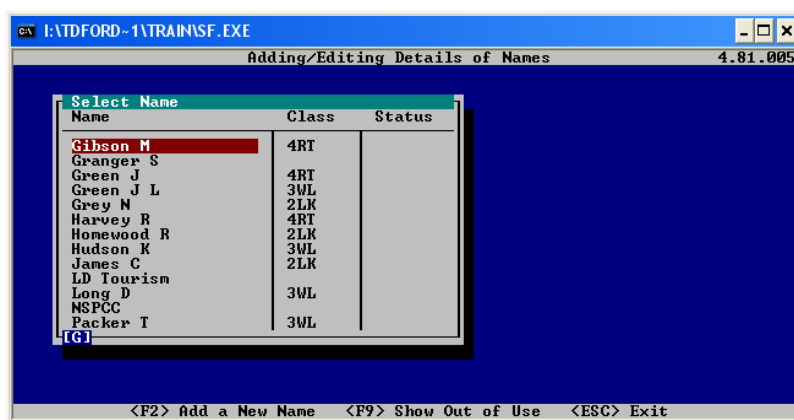 I:\TDFORD~1\TRAIN\SF.EXE
Adding/Editing Details of Names 4.81.005
Select Name
Name Class Status
Gibson M 4RT
Granger S
Green J 4RT
Green J L 3WL
Grey N 2LK
Harvey R 4RT
Homewood R 2LK
Hudson K 3WL
James C 2LK
LD Tourism
Long D 3WL
NSPCC
Packer T 3WL
[G]
<F2> Add a New Name <F9> Show Out of Use <ESC> Exit